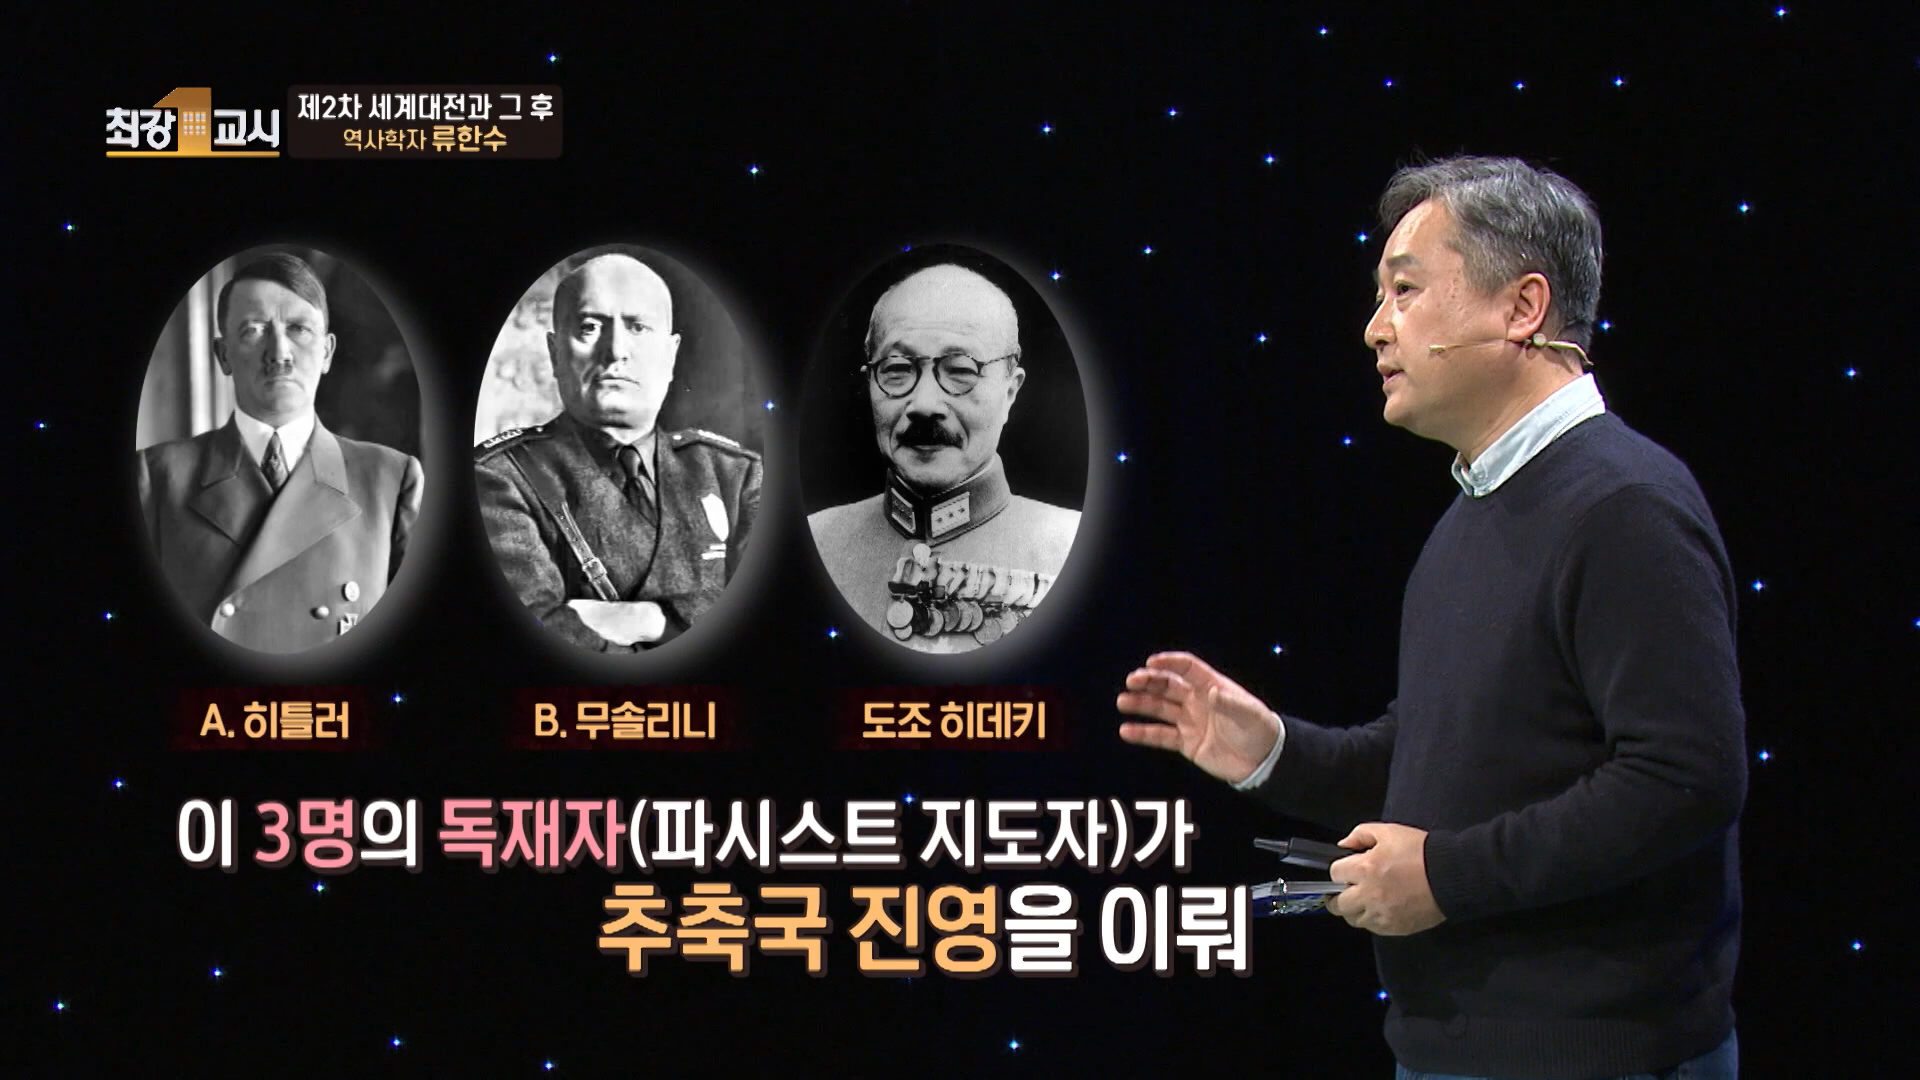 최강1교시
제2차 세계대전과 그 후
역사학자 류한수
A. 히틀러
B. 무솔리니
도조 히데키
이 3명의 독재자(파시스트 지도자)가
추축국 진영을 이뤄